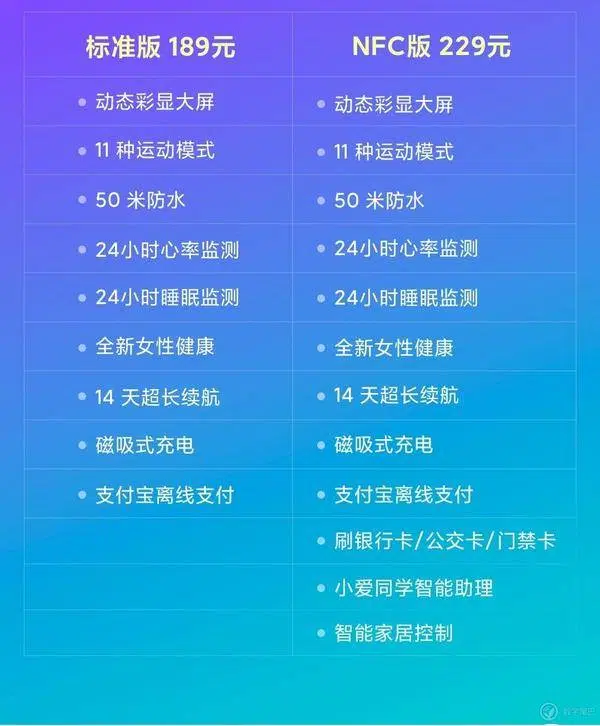 标准版 189元
NFC版 229元
动态彩显大屏
动态彩显大屏
11 种运动模式
11 种运动模式
50 米防水
50 米防水
24小时心率监测
24小时心率监测
24小时睡眠监测
24小时睡眠监测
全新女性健康
全新女性健康
14 天超长续航
14 天超长续航
磁吸式充电
磁吸式充电
支付宝离线支付
支付宝离线支付
刷银行卡/公交卡/门禁卡
小爱同学智能助理
智能家居控制
数字尾巴